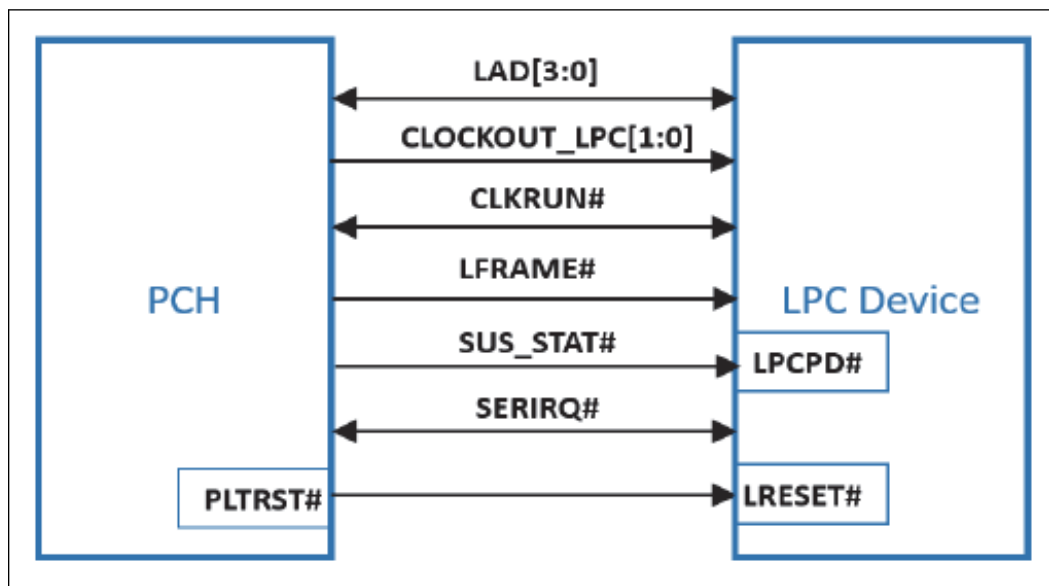 LAD[3:0]
CLOCKOUT_LPC[1:0]
CLKRUN#
LFRAME#
PCH
LPC Device
SUS_STAT#
LPCPD#
SERIRQ#
PLTRST#
LRESET#